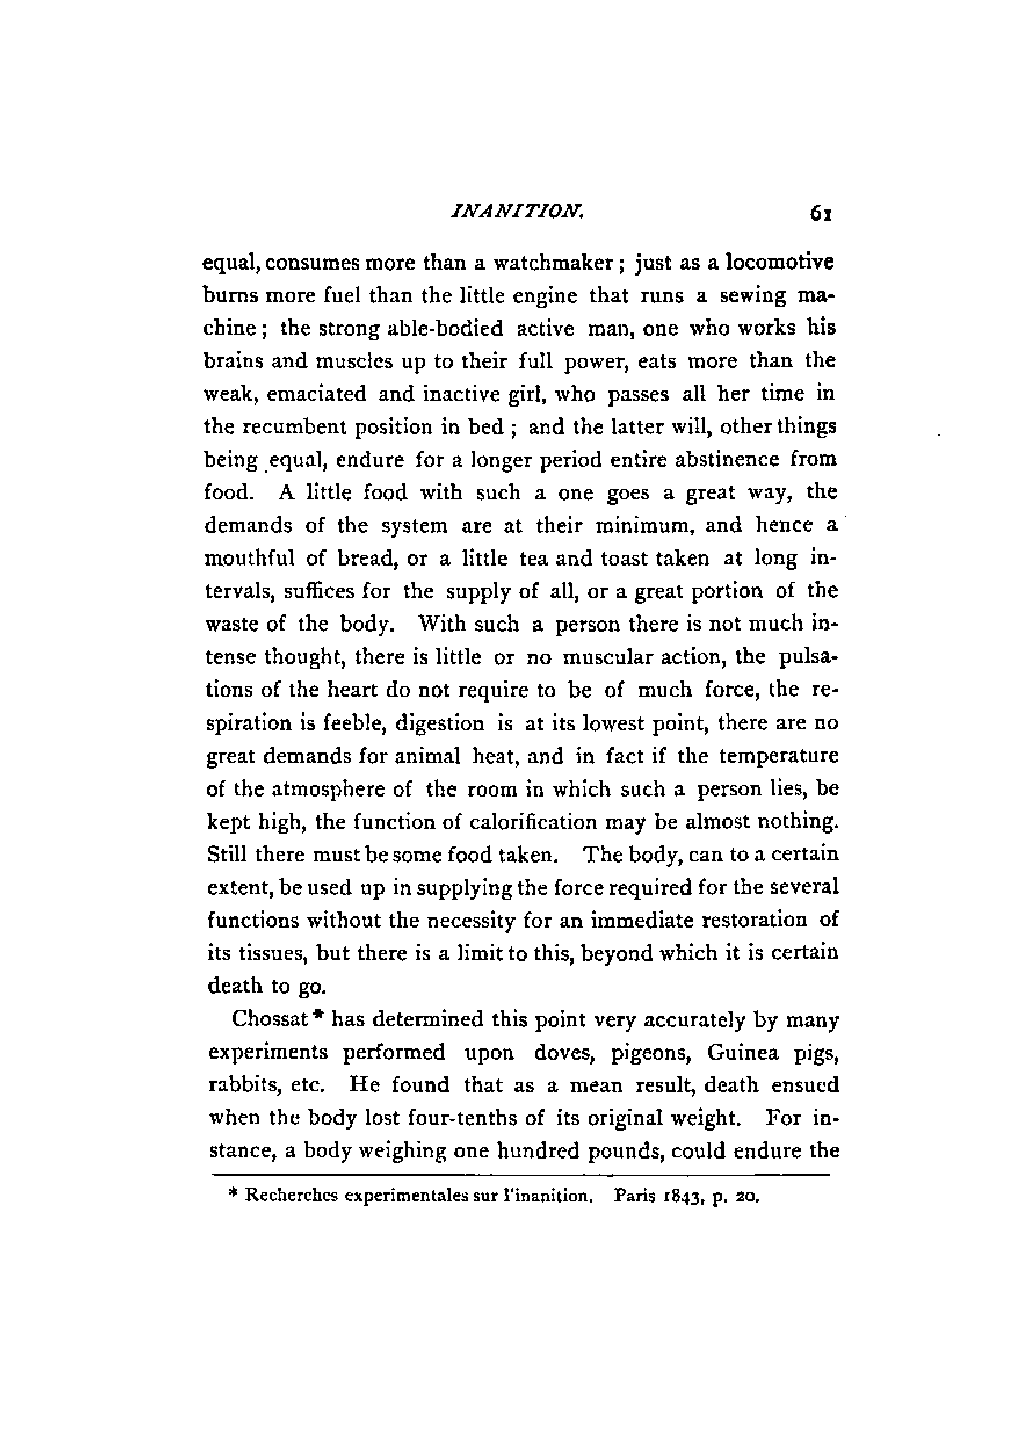 INANITION. 61
equal, consumes more than a watchmaker ; just as a locomotive
burns more fuel than the little engine that runs a sewing ma-
chine ; the strong able-bodied active man, one who works his
brains and muscles up to their full power, eats more than the
weak, emaciated and inactive girl, who passes all her time in
the recumbent position in bed ; and the latter will, other things
being equal, endure for a longer period entire abstinence from
food. A little food with such a one goes a great way, the
demands of the system are at their minimum, and hence a
mouthful of bread, or a little tea and toast taken at long in-
tervals, suffices for the supply of all, or a great portion of the
waste of the body. With such a person there is not much in-
tense thought, there is little or no muscular action, the pulsa-
tions of the heart do not require to be of much force, the re-
spiration is feeble, digestion is at its lowest point, there are no
great demands for animal heat, and in fact if the temperature
of the atmosphere of the room in which such a person lies, be
kept high, the function of calorification may be almost nothing.
Still there must be some food taken. The body, can to a certain
extent, be used up in supplying the force required for the several
functions without the necessity for an immediate restoration of
its tissues, but there is a limit to this, beyond which it is certain
death to go.
Chossat * has determined this point very accurately by many
experiments performed upon doves, pigeons, Guinea pigs,
rabbits, etc. He found that as a mean result, death ensued
when the body lost four-tenths of its original weight. For in-
stance, a body weighing one hundred pounds, could endure the
* Recherches experimentales sur l'inanition. Paris 1843, p. 20.